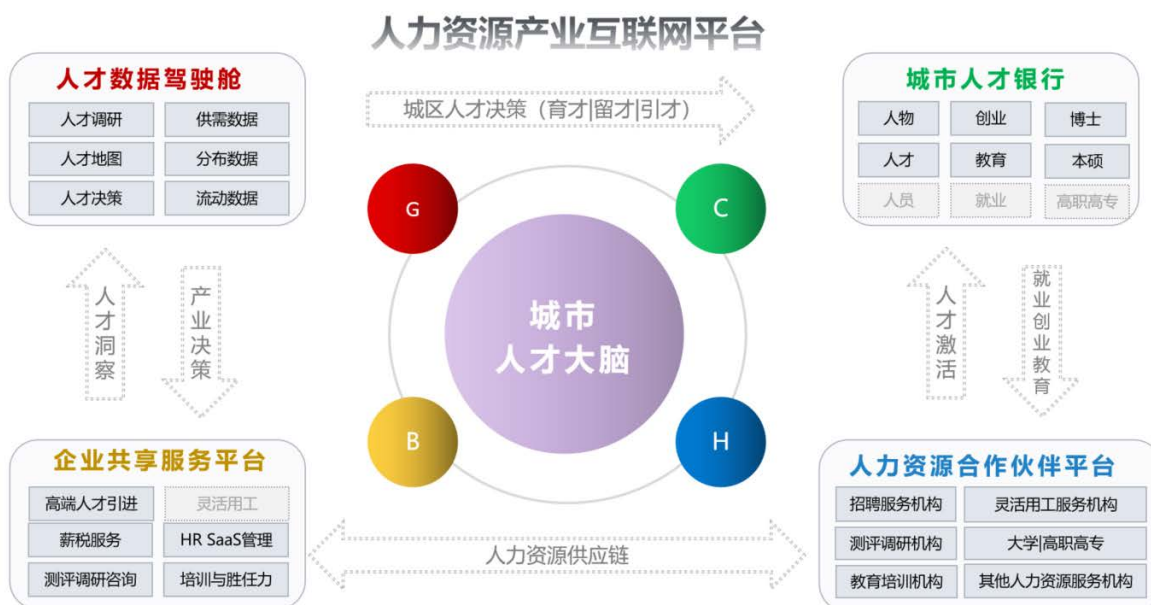 人力资源产业互联网平台
人才数据驾驶舱
人才调研 供需数据
人才地图 分布数据
人才决策 流动数据
城区人才决策（育才|留才|引才）
城市人才银行
人物 创业 博士
人才 教育 本硕
人员 就业 高职高专
G
C
城市
人才大脑
B
H
人才洞察
产业决策
人才激活
就业创业教育
企业共享服务平台
高端人才引进 灵活用工
薪税服务 HR SaaS管理
测评调研咨询 培训与胜任力
人力资源供应链
人力资源合作伙伴平台
招聘服务机构 灵活用工服务机构
测评调研机构 大学|高职高专
教育培训机构 其他人力资源服务机构